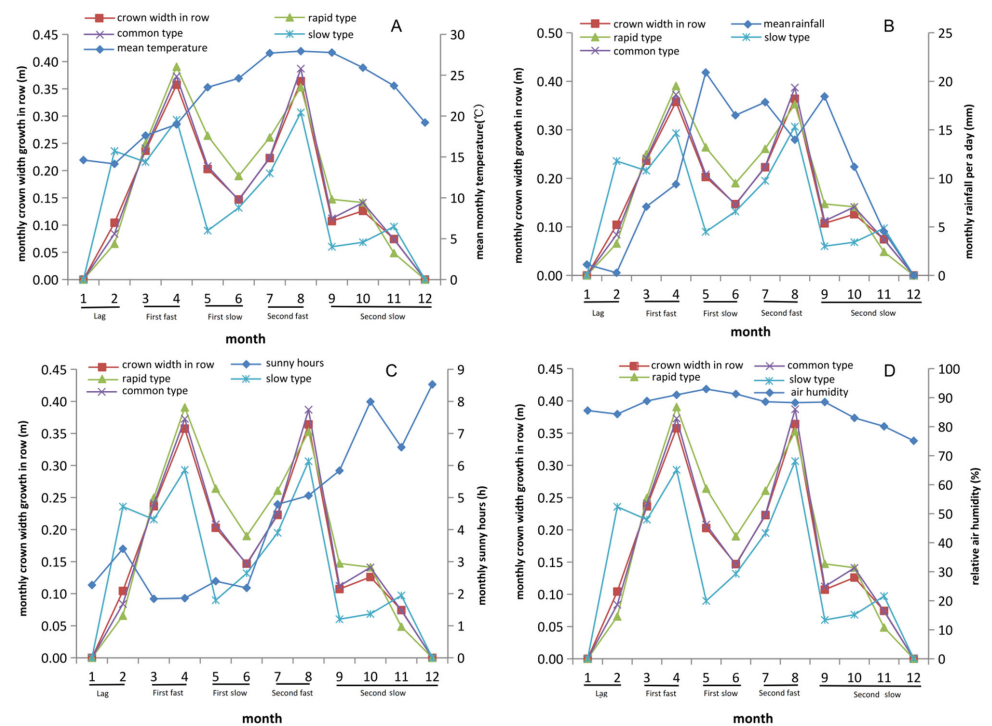 crown width in row
rapid type
common type
slow type
mean temperature
A
monthly crown width growth in row (m)
0.45
0.40
0.35
0.30
0.25
0.20
0.15
0.10
0.05
0.00
30
25
20
15
10
5
0
mean monthly temperature(℃)
1 2 3 4 5 6 7 8 9 10 11 12
Lag First fast First slow Second fast Second slow
month
crown width in row
mean rainfall
rapid type
slow type
common type
B
monthly crown width growth in row (m)
0.50
0.40
0.30
0.20
0.10
0.00
25
20
15
10
5
0
monthly rainfall per a day (mm)
1 2 3 4 5 6 7 8 9 10 11 12
Lag First fast First slow Second fast Second slow
month
crown width in row
sunny hours
rapid type
slow type
common type
C
monthly crown width growth in row (m)
0.45
0.40
0.35
0.30
0.25
0.20
0.15
0.10
0.05
0.00
9
8
7
6
5
4
3
2
1
0
monthly sunny hours (h)
1 2 3 4 5 6 7 8 9 10 11 12
Lag First fast First slow Second fast Second slow
month
crown width in row
common type
rapid type
slow type
air humidity
D
monthly crown width growth in row (m)
0.45
0.40
0.35
0.30
0.25
0.20
0.15
0.10
0.05
0.00
100
90
80
70
60
50
40
30
20
10
0
relative air humidity (%)
1 2 3 4 5 6 7 8 9 10 11 12
Lag First fast First slow Second fast Second slow
month